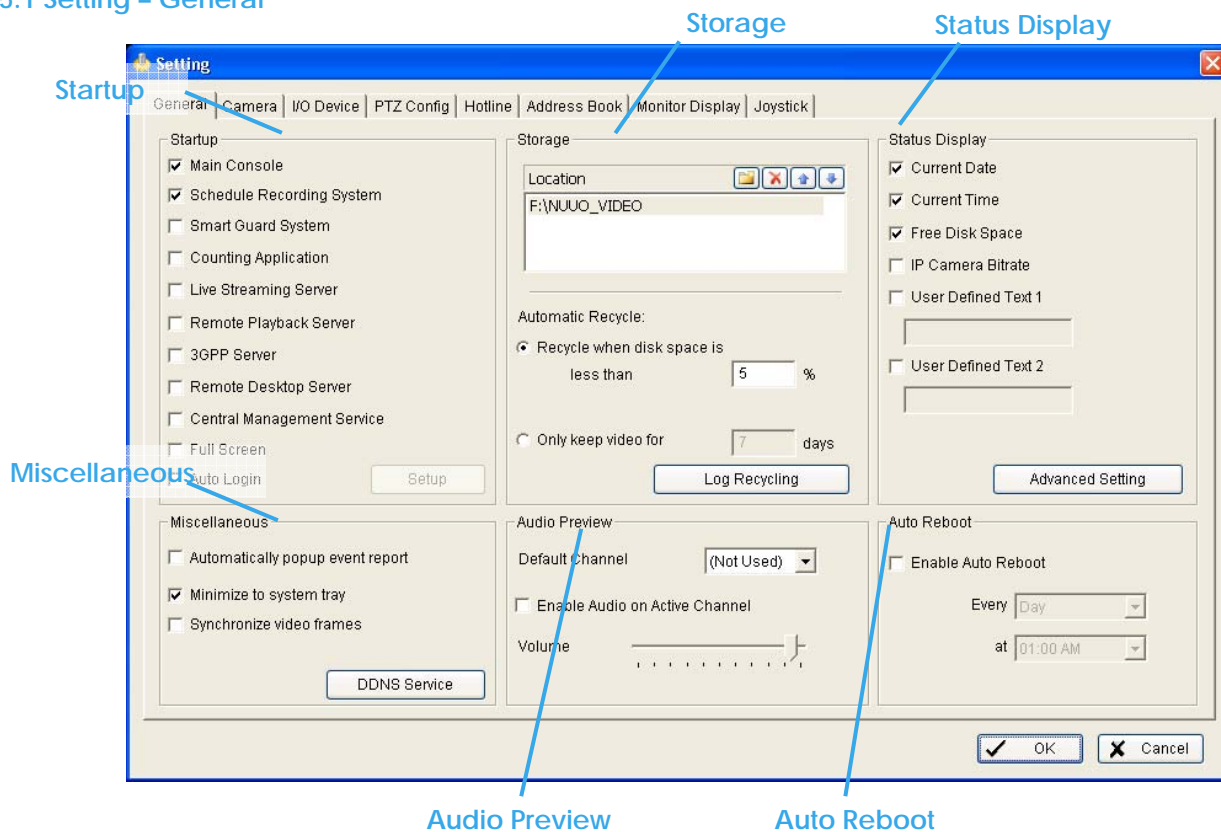 5.1 Setting – General
Storage
Status Display
Startup
Miscellaneous
Setting
General Camera I/O Device PTZ Config Hotline Address Book Monitor Display Joystick
Startup
Main Console
Schedule Recording System
Smart Guard System
Counting Application
Live Streaming Server
Remote Playback Server
3GPP Server
Remote Desktop Server
Central Management Service
Full Screen
Auto Login
Setup
Storage
Location
F:\NUUO_VIDEO
Automatic Recycle:
Recycle when disk space is
less than 5 %
Only keep video for 7 days
Log Recycling
Status Display
Current Date
Current Time
Free Disk Space
IP Camera Bitrate
User Defined Text 1
User Defined Text 2
Advanced Setting
Miscellaneous
Automatically popup event report
Minimize to system tray
Synchronize video frames
DDNS Service
Audio Preview
Default Channel (Not Used)
Enable Audio on Active Channel
Volume
Auto Reboot
Enable Auto Reboot
Every Day
at 01:00 AM
OK Cancel
Audio Preview
Auto Reboot